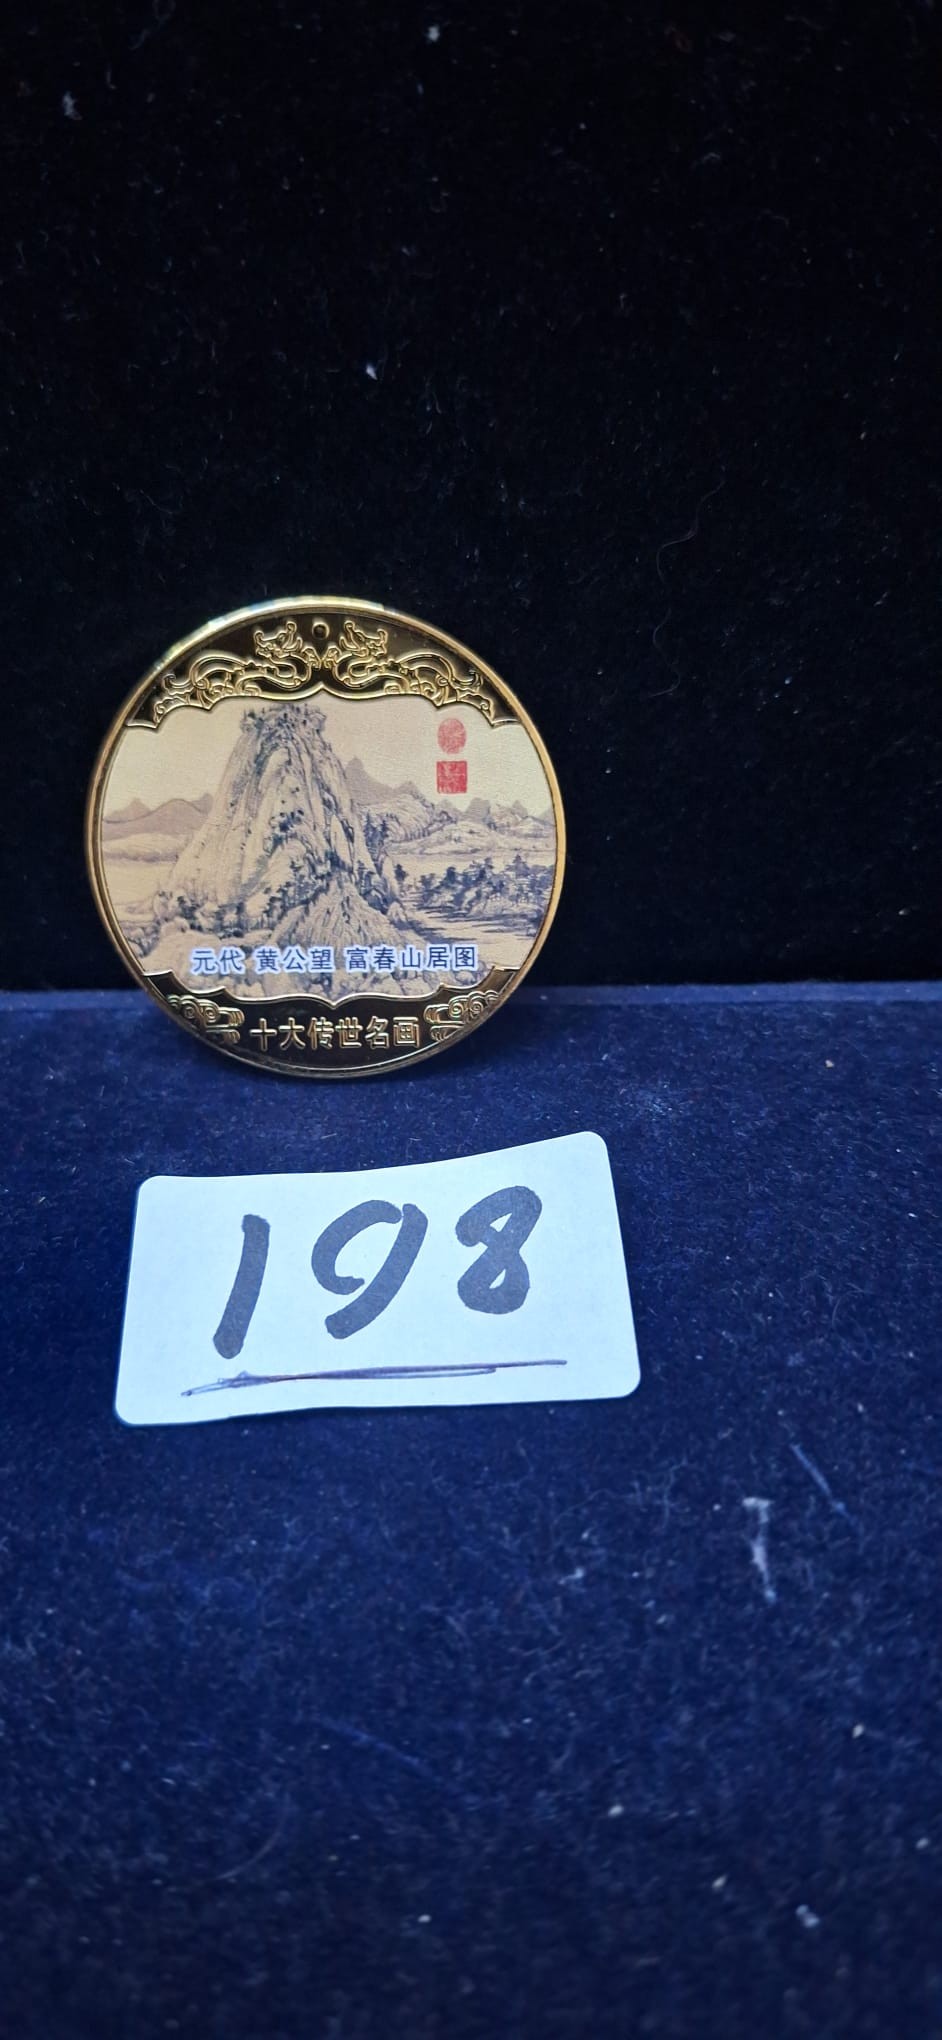 元代 黄公望 富春山居图
十大传世名画
198